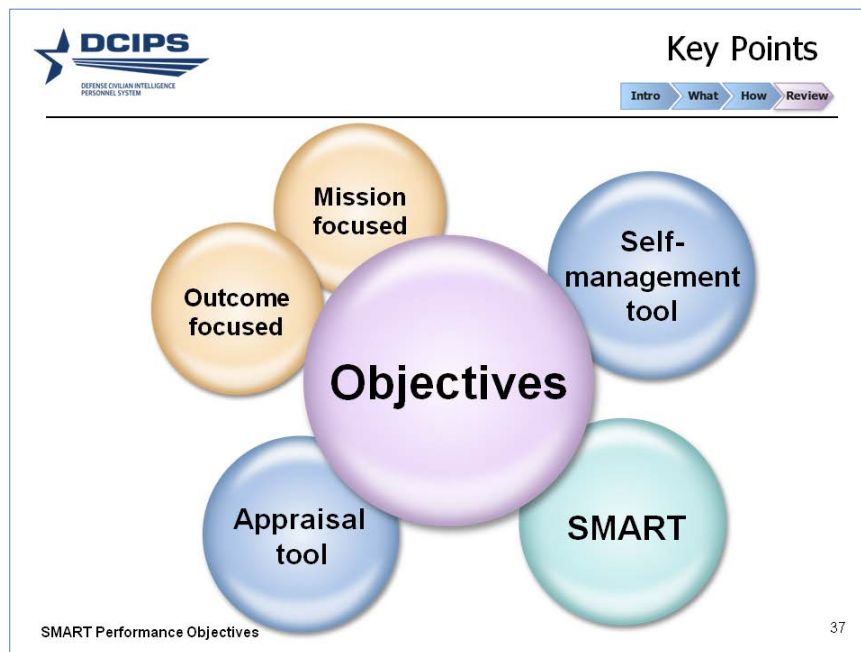 DCIPS
DEFENSE CIVILIAN INTELLIGENCE
PERSONNEL SYSTEM
Key Points
Intro What How Review
Mission
focused
Outcome
focused
Self-
management
tool
Objectives
Appraisal
tool
SMART
SMART Performance Objectives
37